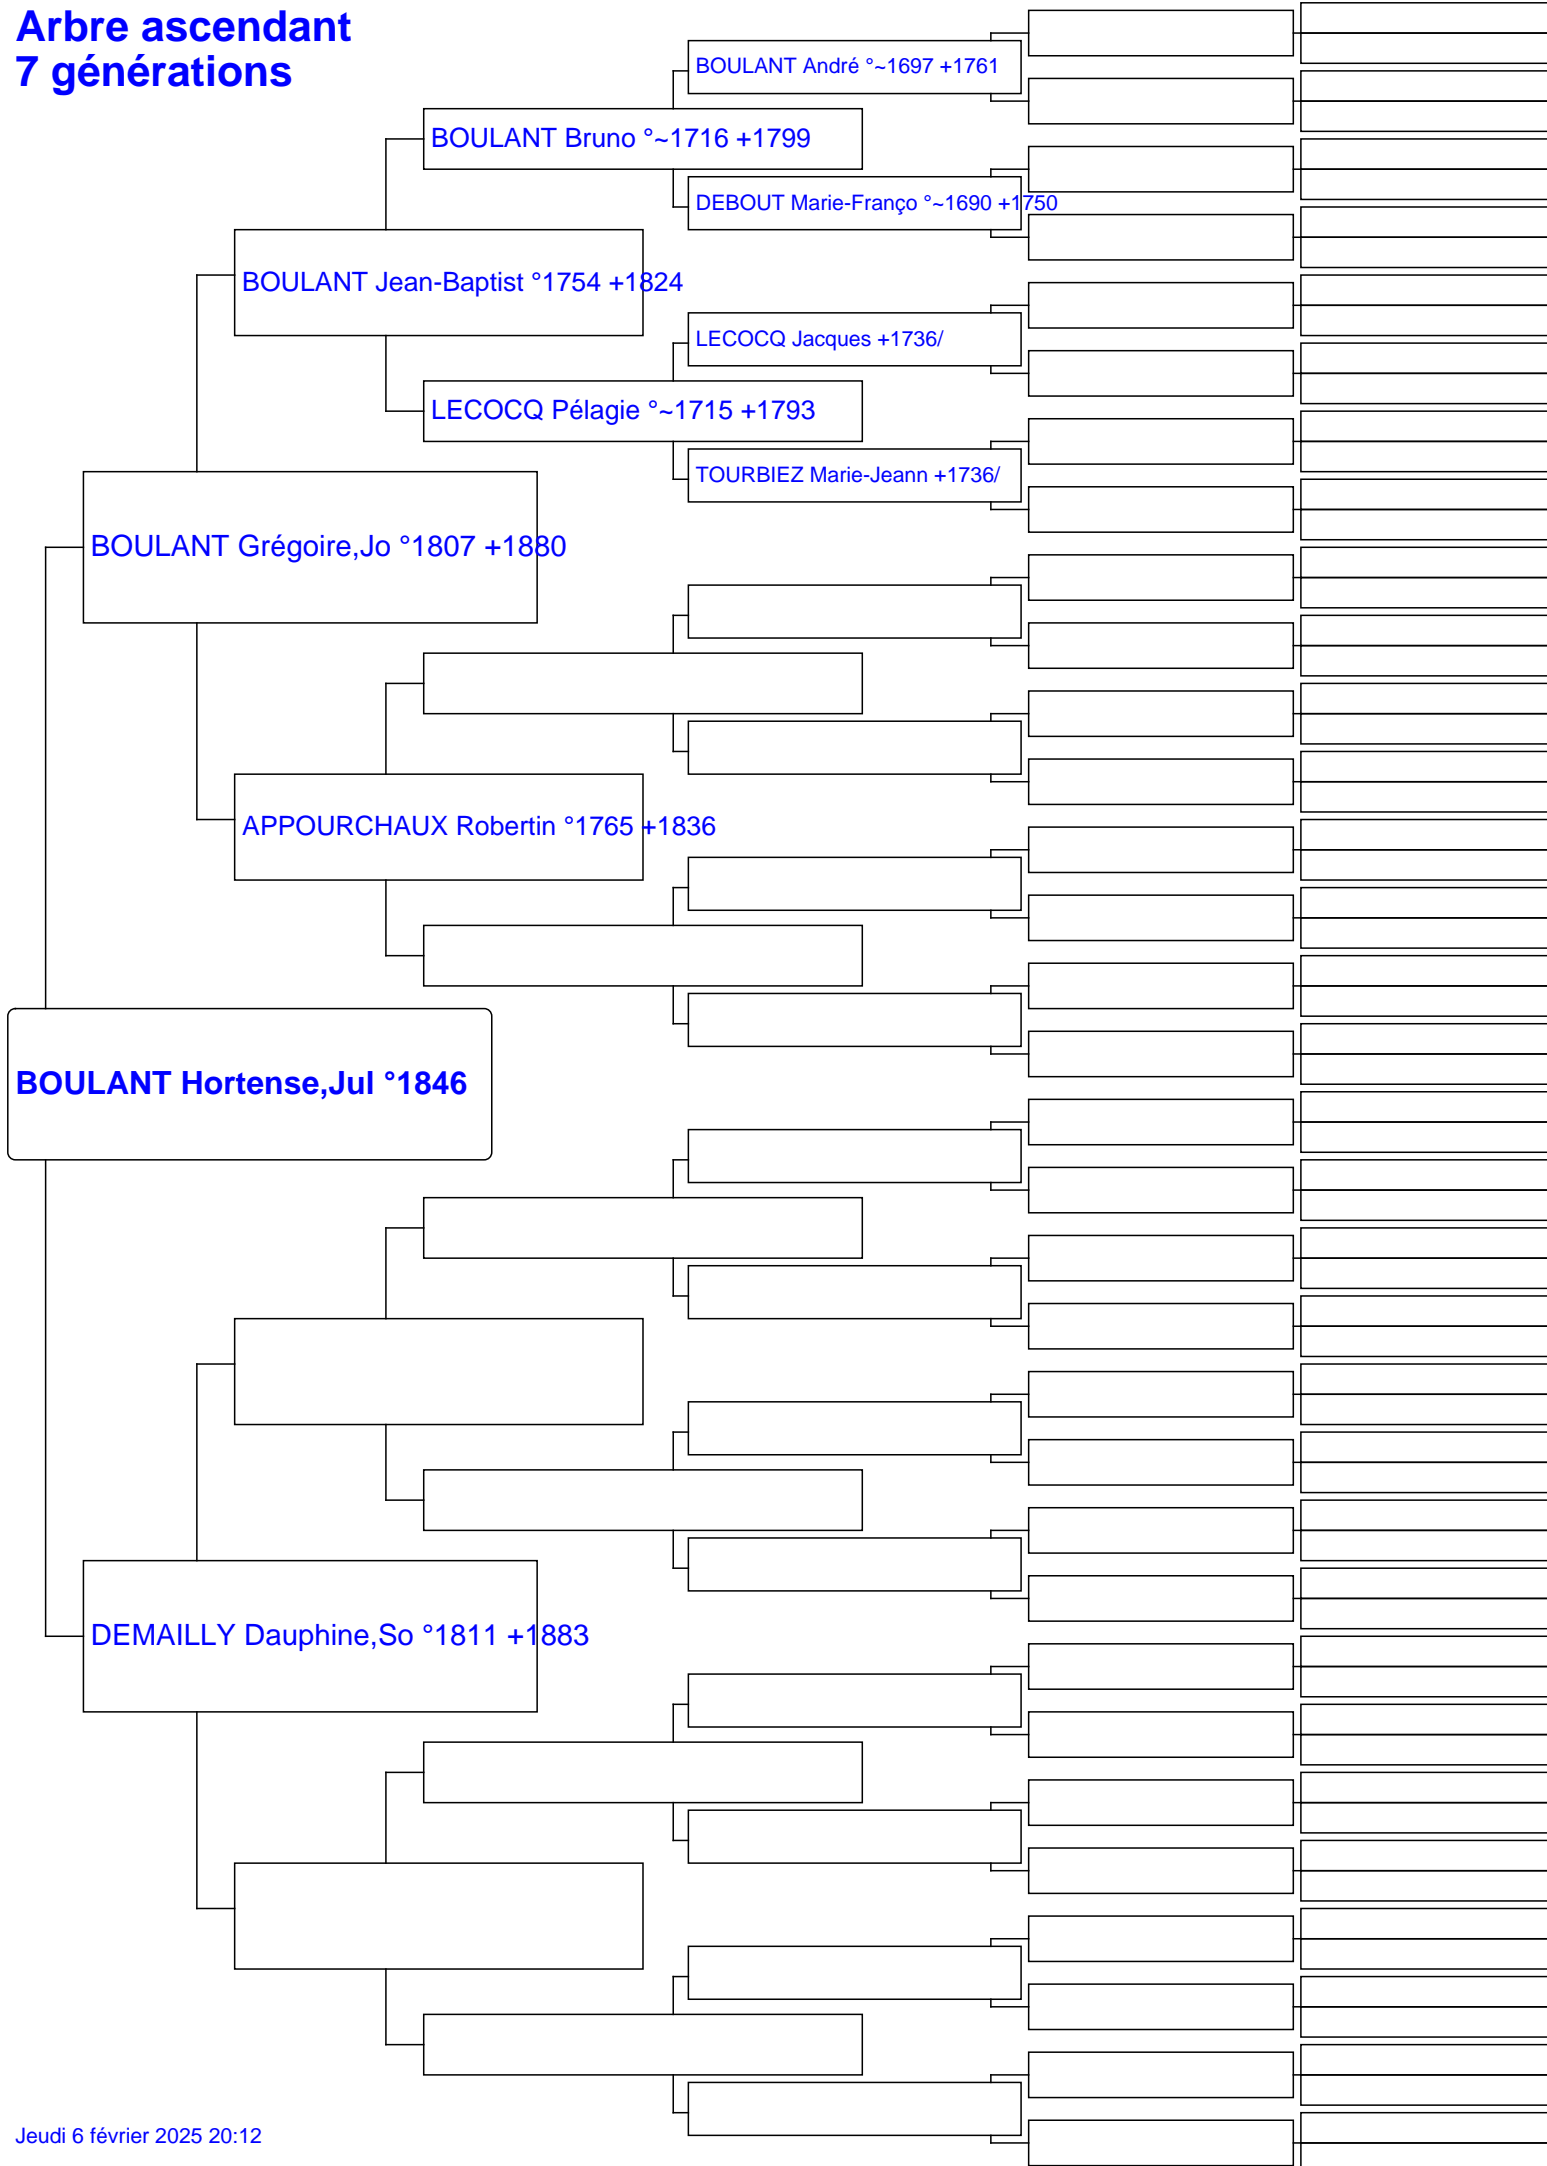 Arbre ascendant
7 générations
BOULANT André °~1697 +1761
BOULANT Bruno °~1716 +1799
DEBOUT Marie-Franço °~1690 +1750
BOULANT Jean-Baptist °1754 +1824
LECOCQ Jacques +1736/
LECOCQ Pélagie °~1715 +1793
TOURBIEZ Marie-Jeann +1736/
BOULANT Grégoire,Jo °1807 +1880
APPOURCHAUX Robertin °1765 +1836
BOULANT Hortense,Jul °1846
DEMAILLY Dauphine,So °1811 +1883
Jeudi 6 février 2025 20:12